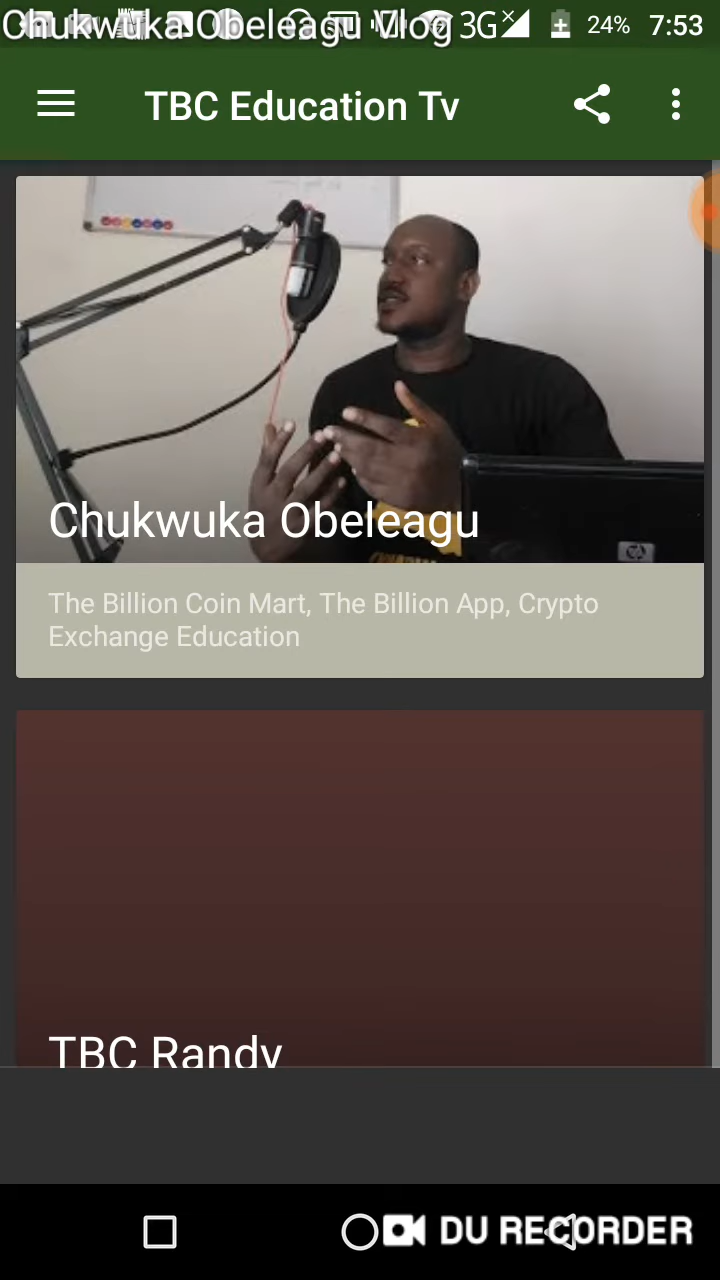 Chukwuka Obeleagu Vlog
3G
24%
7:53
TBC Education Tv
hp
Chukwuka Obeleagu
The Billion Coin Mart, The Billion App, Crypto
Exchange Education
TBC Randy
DU RECORDER